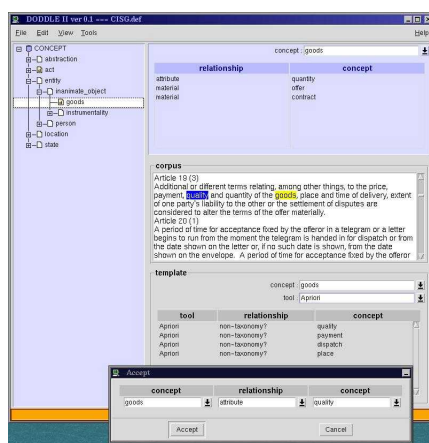 DODDLE II ver 0.1 === CISG.def
File Edit View Tools Help
CONCEPT
abstraction
act
entity
inanimate_object
goods
instrumentality
person
location
state
concept : goods
relationship concept
attribute quantity
material offer
material contract
corpus
Article 19 (3)
Additional or different terms relating, among other things, to the price,
payment, quality and quantity of the goods, place and time of delivery, extent
of one party's liability to the other or the settlement of disputes are
considered to alter the terms of the offer materially.
Article 20 (1)
A period of time for acceptance fixed by the offeror in a telegram or a letter
begins to run from the moment the telegram is handed in for dispatch or from
the date shown on the letter or, if no such date is shown, from the date
shown on the envelope. A period of time for acceptance fixed by the offeror
template
concept : goods
tool : Apriori
tool relationship concept
Apriori non-taxonomy? quality
Apriori non-taxonomy? payment
Apriori non-taxonomy? dispatch
Apriori non-taxonomy? place
Accept
concept relationship concept
goods attribute quality
Accept Cancel